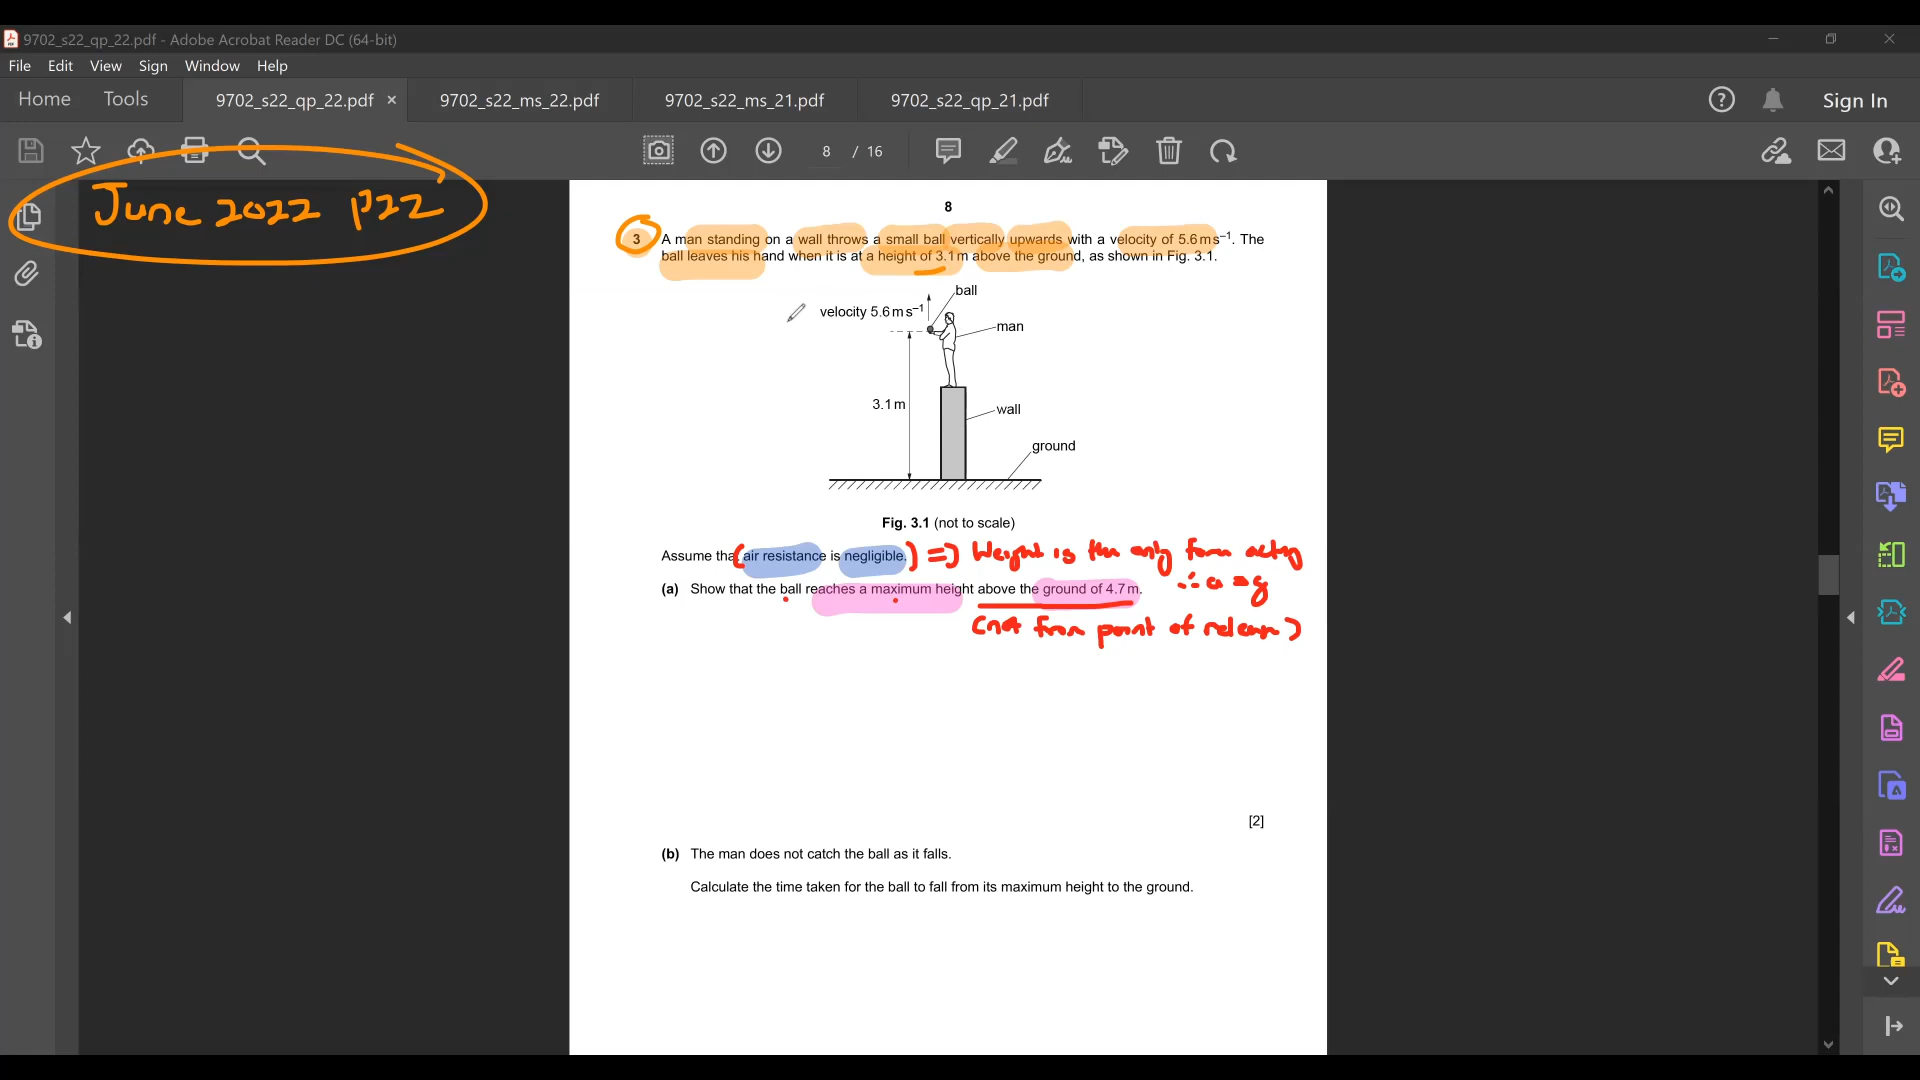 9702_s22_qp_22.pdf - Adobe Acrobat Reader DC (64-bit)
File Edit View Sign Window Help
Home Tools 9702_s22_qp_22.pdf × 9702_s22_ms_22.pdf 9702_s22_ms_21.pdf 9702_s22_qp_21.pdf Sign In
8 / 16
June 2022 P22
8
3 A man standing on a wall throws a small ball vertically upwards with a velocity of 5.6 m s⁻¹. The
ball leaves his hand when it is at a height of 3.1 m above the ground, as shown in Fig. 3.1.
ball
velocity 5.6 m s⁻¹
man
3.1 m
wall
ground
Fig. 3.1 (not to scale)
Assume tha (air resistance is negligible.) => Weight is the only force acting
∴ a = g
(a) Show that the ball reaches a maximum height above the ground of 4.7 m.
(not from point of release)
[2]
(b) The man does not catch the ball as it falls.
Calculate the time taken for the ball to fall from its maximum height to the ground.